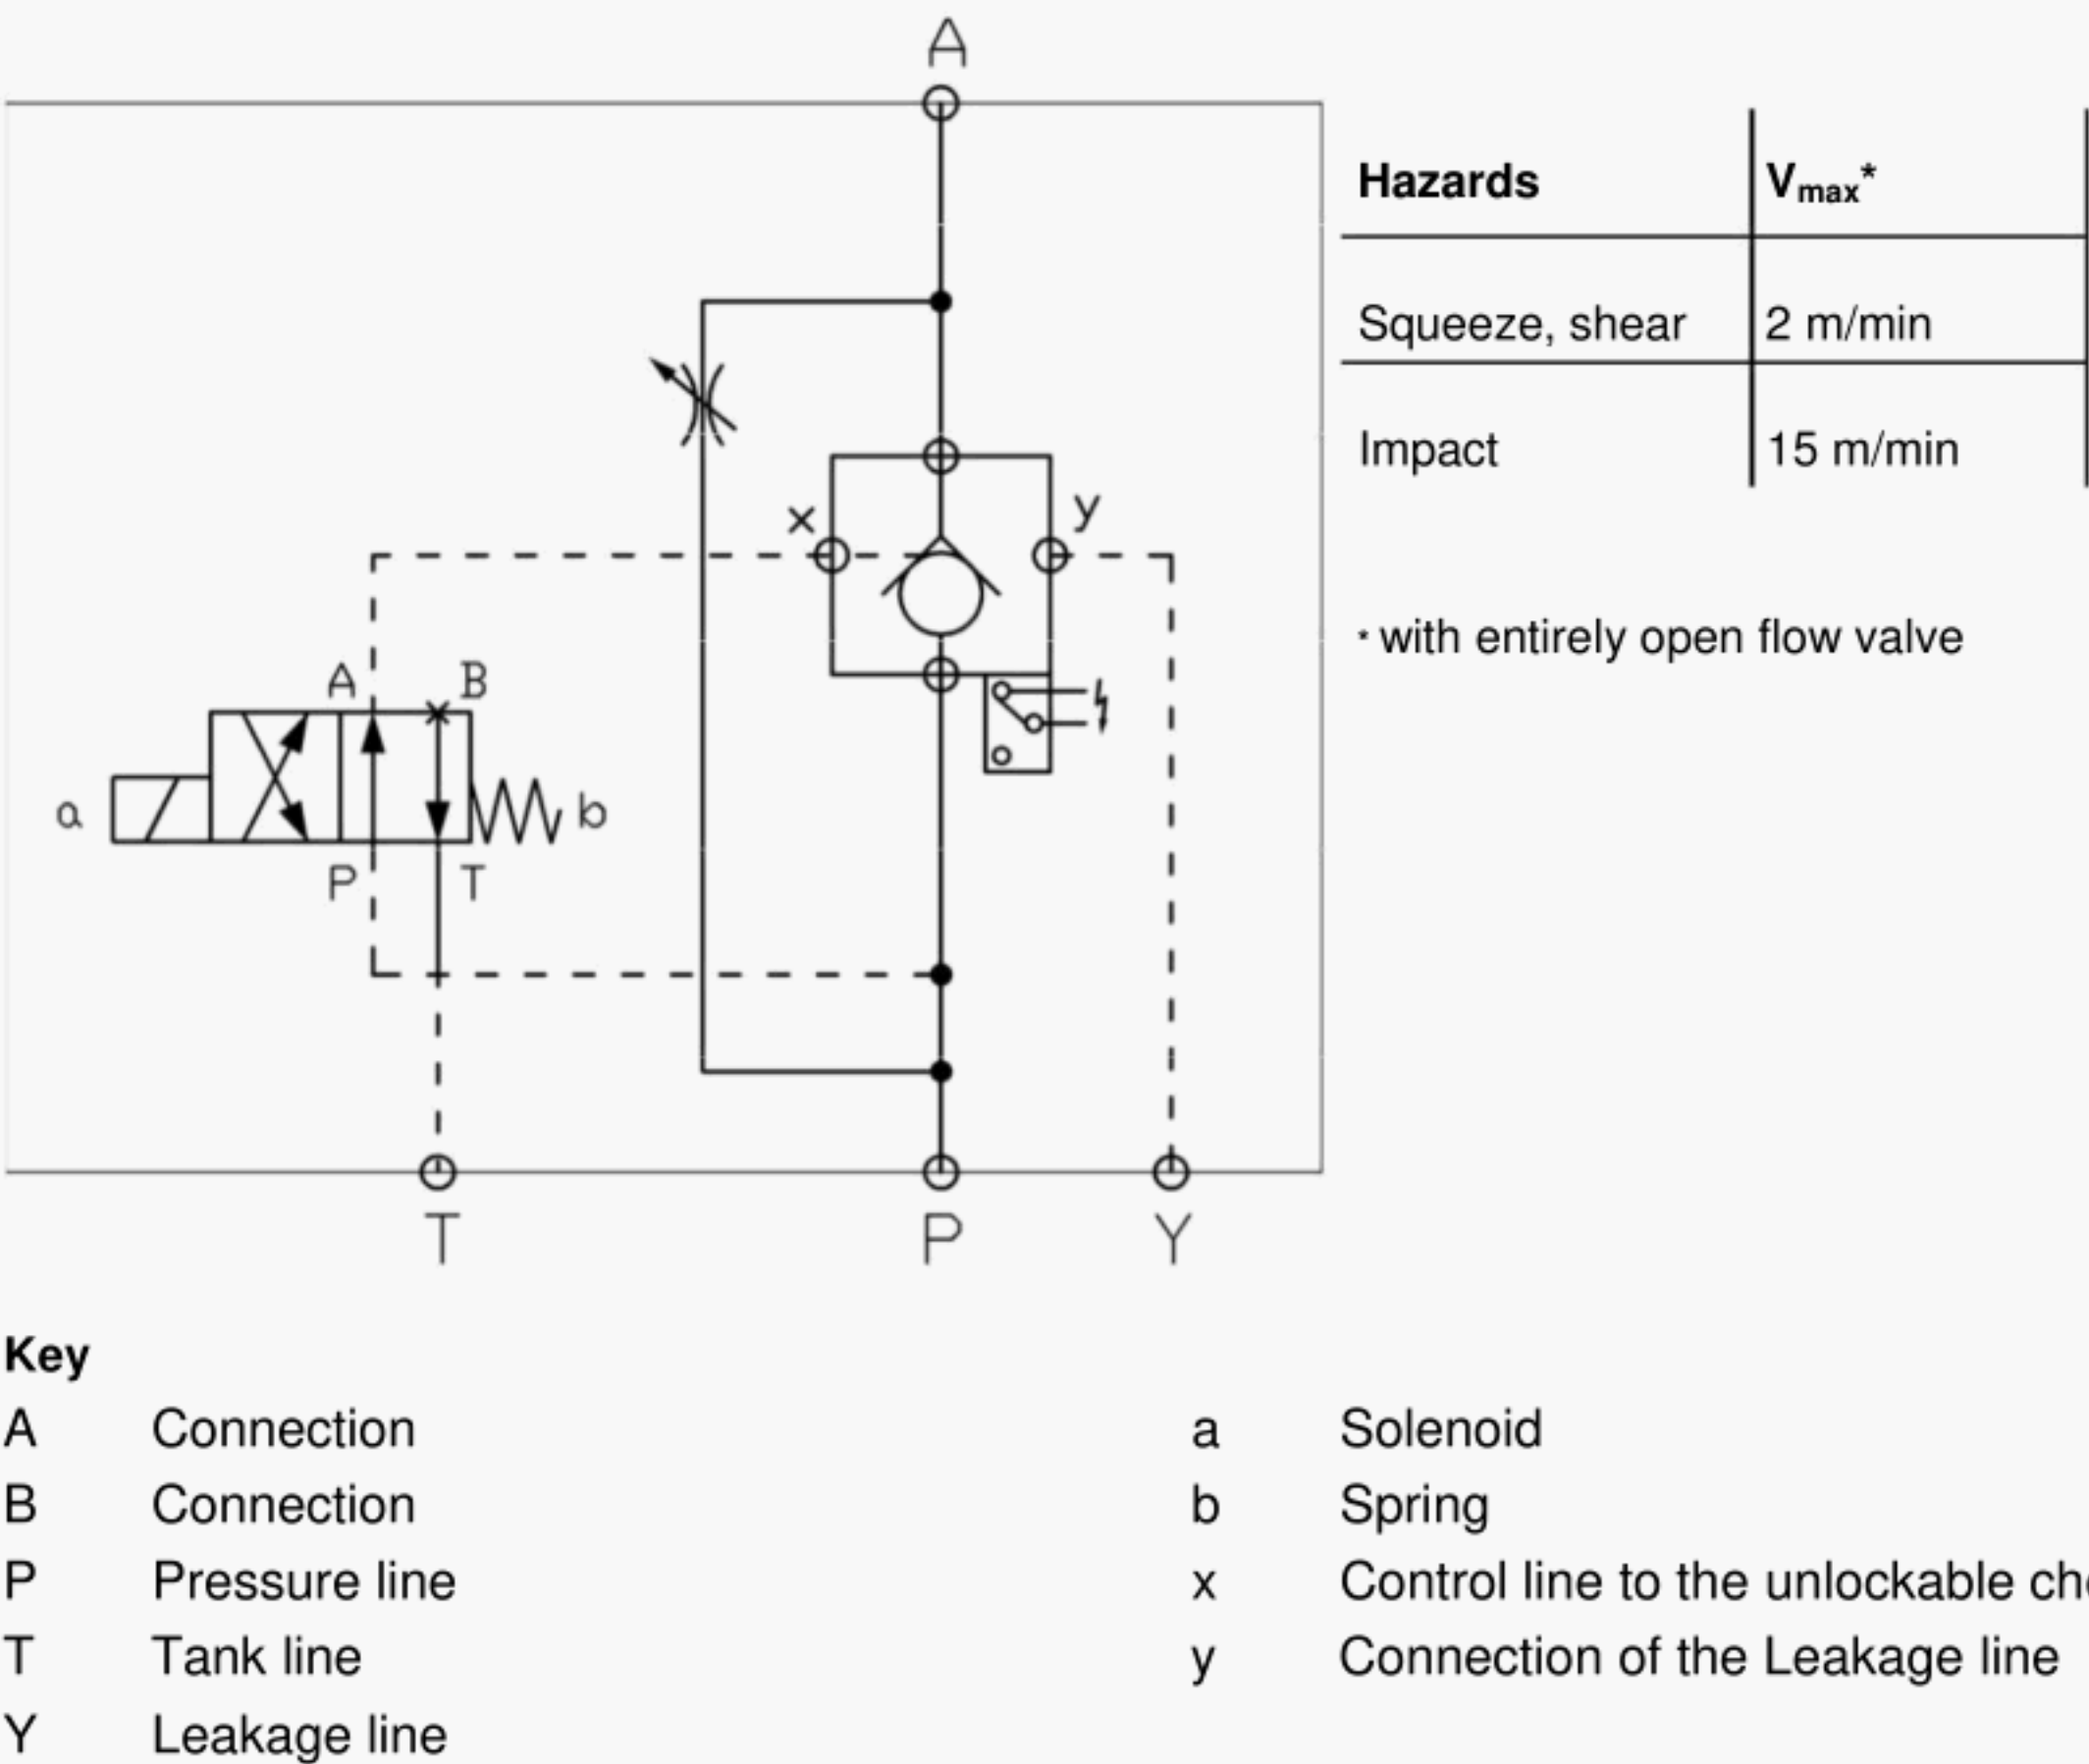 A
Hazards Vmax*
Squeeze, shear 2 m/min
Impact 15 m/min
* with entirely open flow valve
x y
A B
a b
P T
T P Y
Key
A Connection a Solenoid
B Connection b Spring
P Pressure line x Control line to the unlockable
T Tank line y Connection of the Leakage line
Y Leakage line